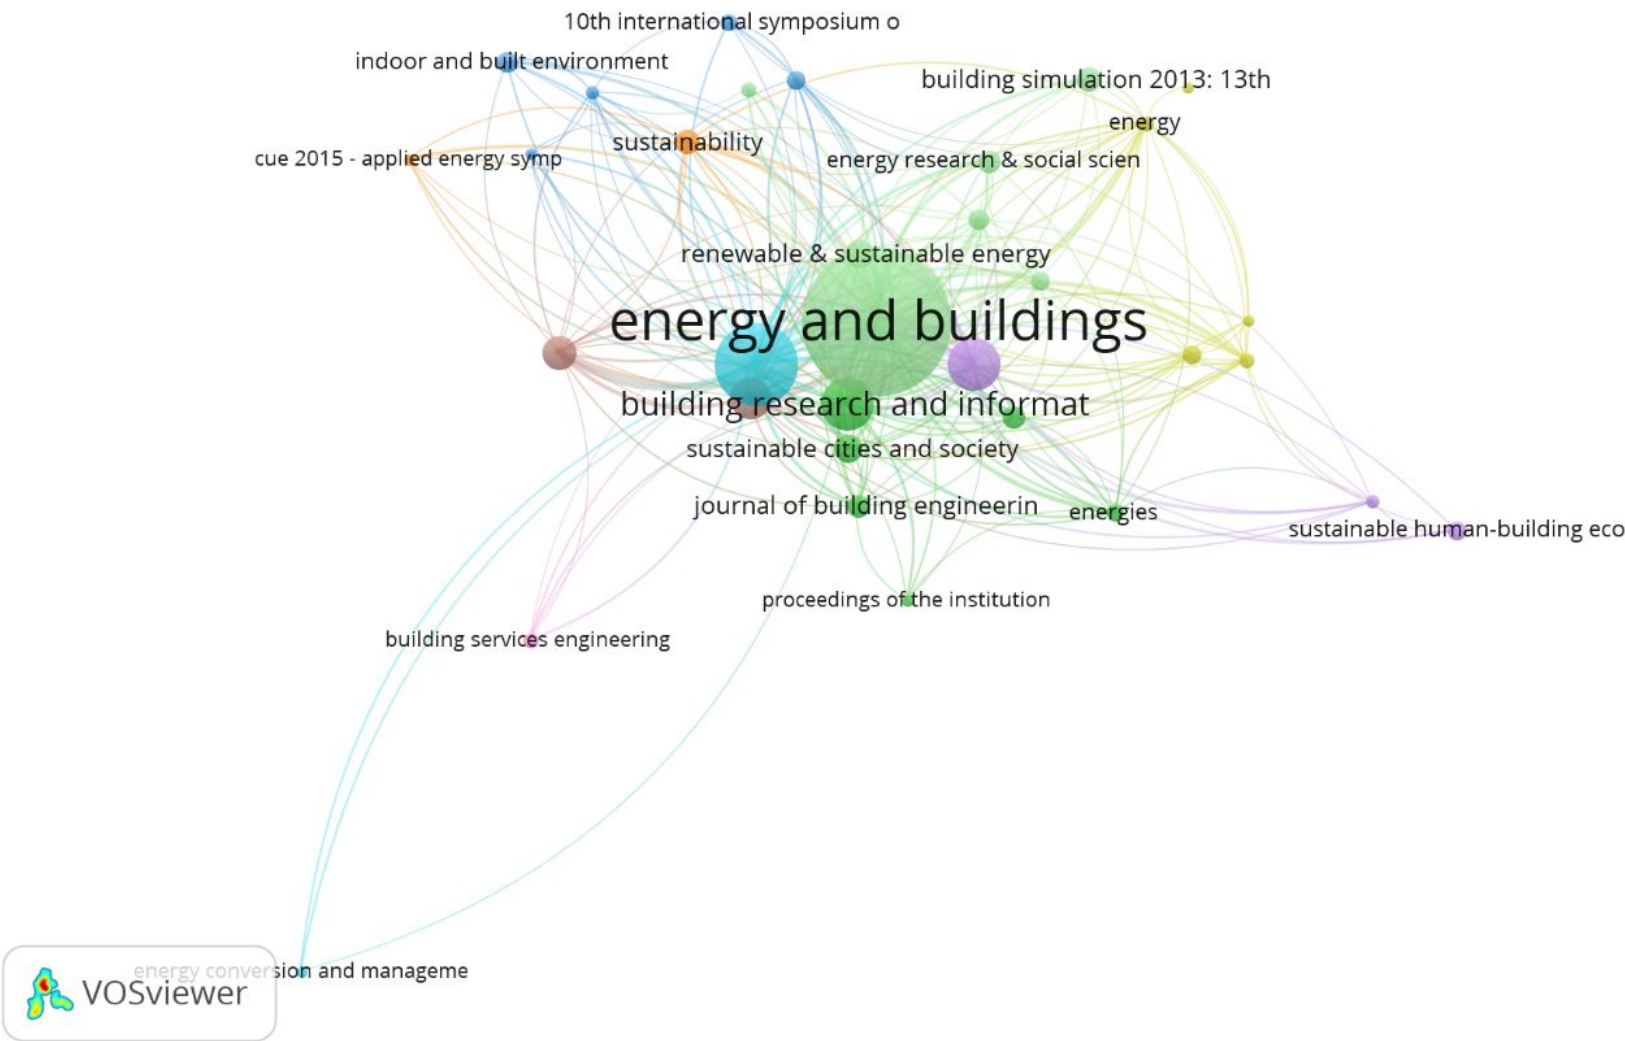 10th international symposium o
indoor and built environment
building simulation 2013: 13th
energy
sustainability
cue 2015 - applied energy symp
energy research & social scien
renewable & sustainable energy
energy and buildings
building research and informat
sustainable cities and society
journal of building engineerin
energies
sustainable human-building eco
proceedings of the institution
building services engineering
energy conversion and manageme
VOSviewer